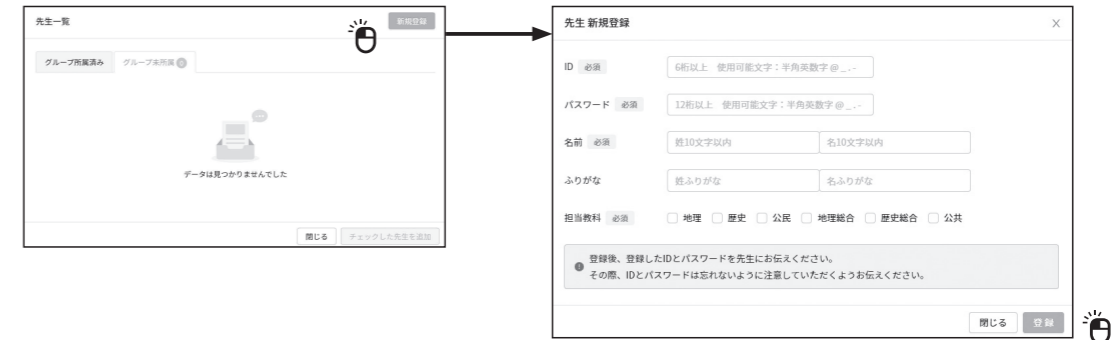 先生一覧
新規登録
グループ所属済み グループ未所属 0
データは見つかりませんでした
閉じる チェックした先生を追加
先生 新規登録
ID 必須 6桁以上 使用可能文字：半角英数字@_.-
パスワード 必須 12桁以上 使用可能文字：半角英数字@_.-
名前 必須 姓10文字以内 名10文字以内
ふりがな 姓ふりがな 名ふりがな
担当教科 必須 地理 歴史 公民 地理総合 歴史総合 公共
登録後、登録したIDとパスワードを先生にお伝えください。
その際、IDとパスワードは忘れないように注意していただくようお伝えください。
閉じる 登録